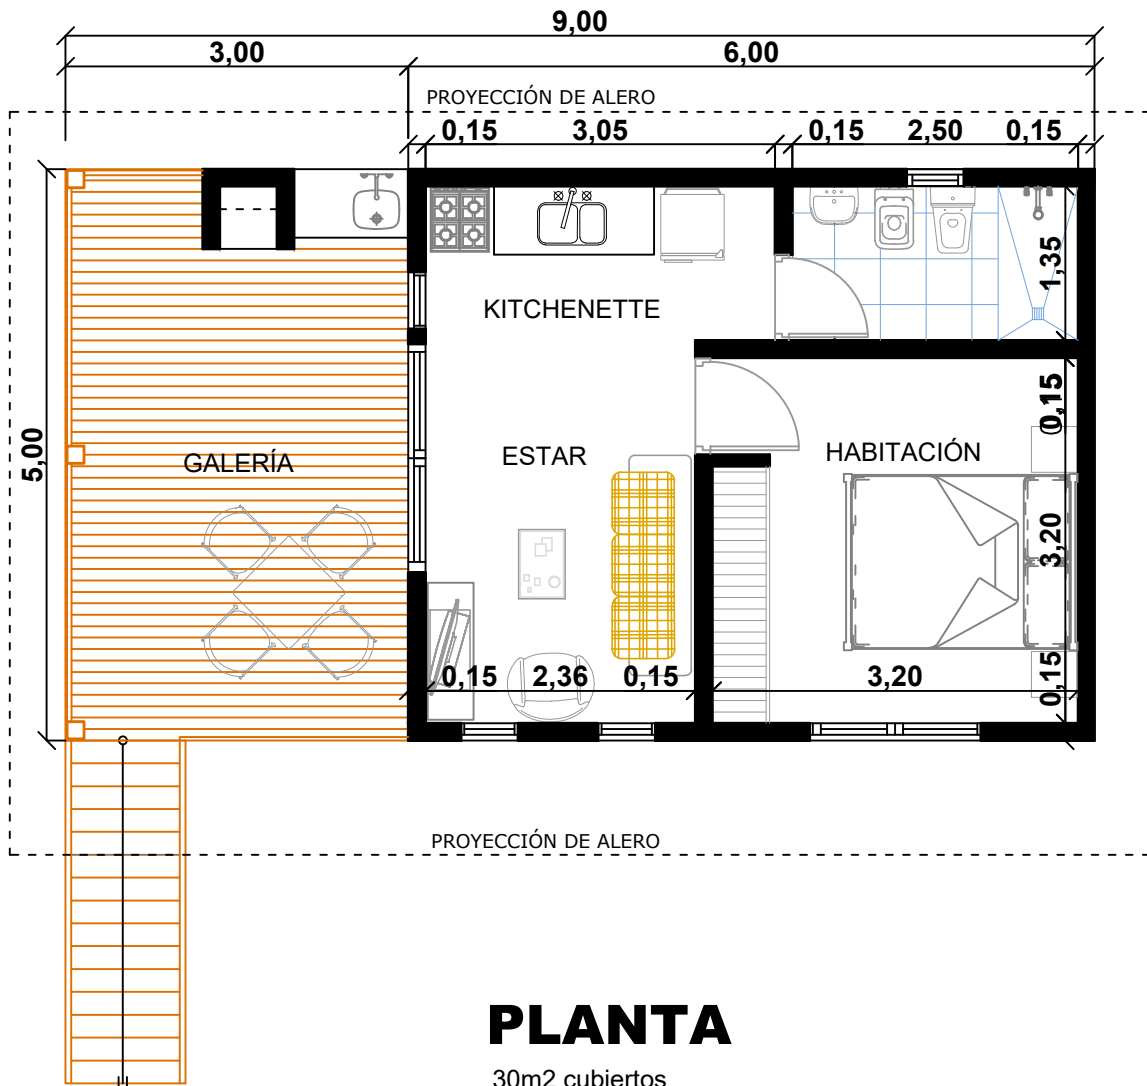 9,00
3,00
6,00
PROYECCIÓN DE ALERO
0,15
3,05
0,15
2,50
0,15
1,35
KITCHENETTE
0,15
5,00
GALERÍA
ESTAR
HABITACIÓN
3,20
0,15
2,36
0,15
3,20
0,15
PROYECCIÓN DE ALERO
PLANTA
30m2 cubiertos